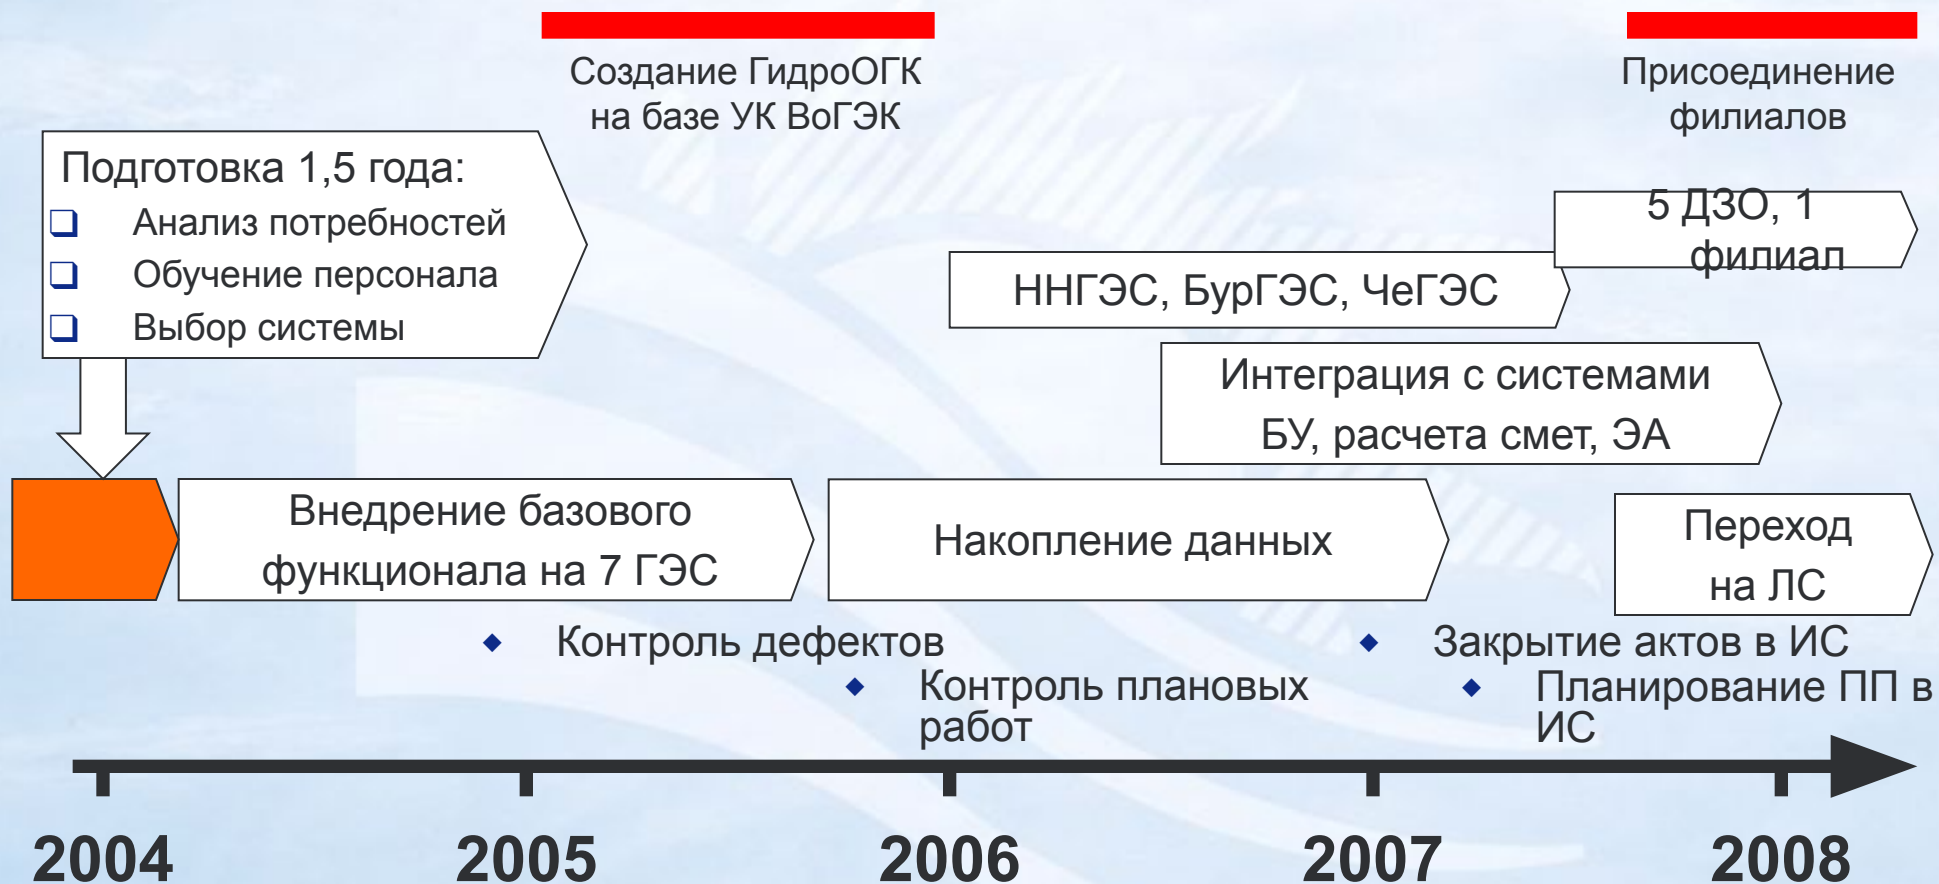 Создание ГидроОГК
на базе УК ВоГЭК
Присоединение
филиалов
Подготовка 1,5 года:
Анализ потребностей
Обучение персонала
Выбор системы
5 ДЗО, 1
филиал
ННГЭС, БурГЭС, ЧеГЭС
Интеграция с системами
БУ, расчета смет, ЭА
Внедрение базового
функционала на 7 ГЭС
Накопление данных
Переход
на ЛС
Контроль дефектов
Контроль плановых
работ
Закрытие актов в ИС
Планирование ПП в
ИС
2004
2005
2006
2007
2008